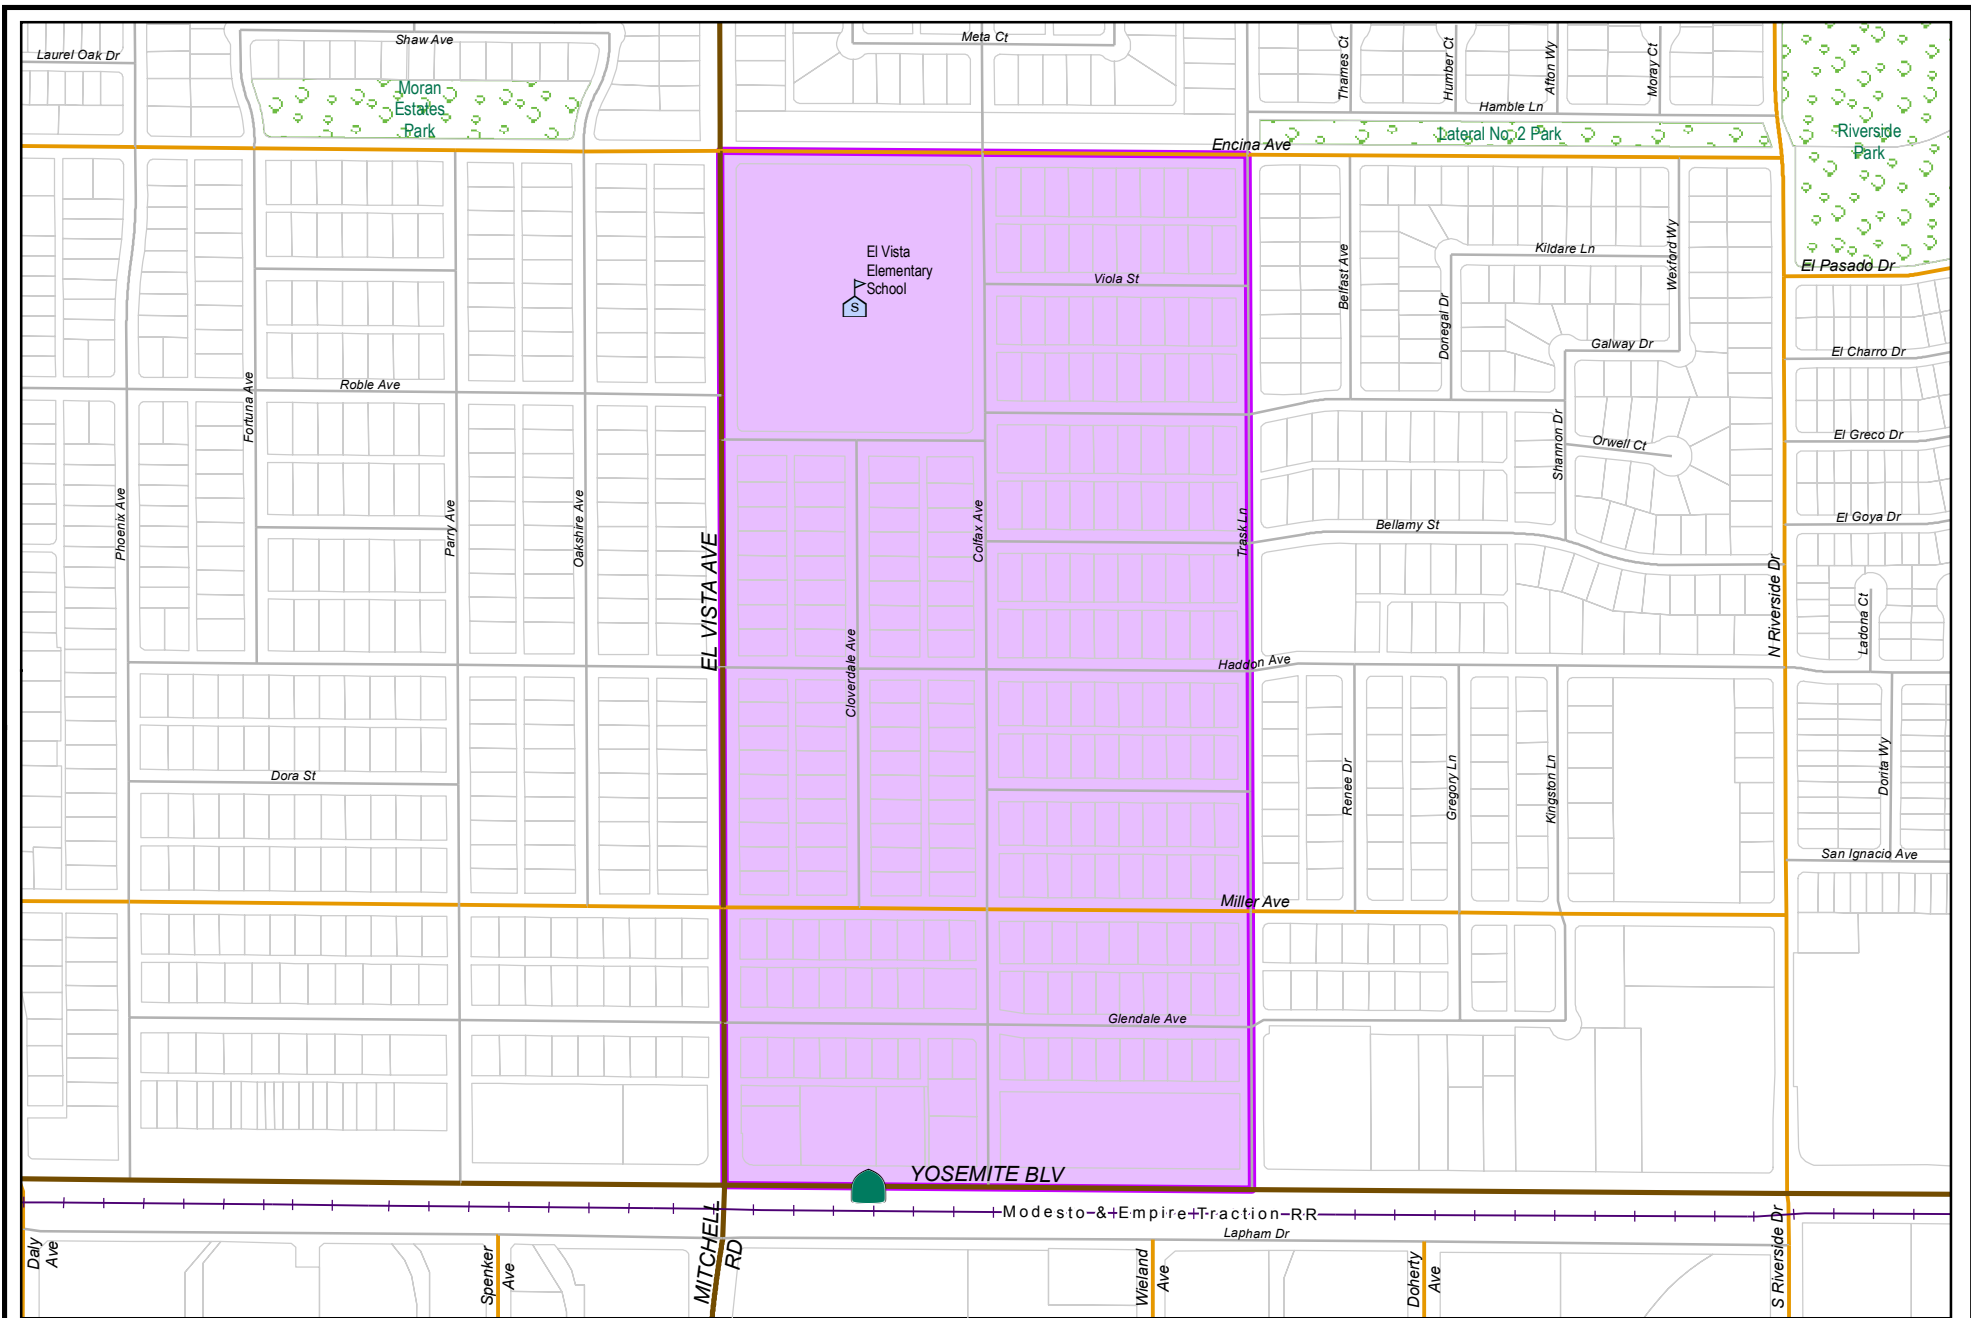 Shaw Ave
Meta Ct
Laurel Oak Dr
Thames Ct
Humber Ct
Afton Wy
Moray Ct
Moran
Estates
Park
Hamble Ln
Lateral No. 2 Park
Riverside
Park
Encina Ave
El Vista
Elementary
School
S
Viola St
Belfast Ave
Kildare Ln
Wexford Wy
El Pasado Dr
Donegal Dr
Galway Dr
El Charro Dr
Roble Ave
Fortuna Ave
Shannon Dr
Orwell Ct
El Greco Dr
Phoenix Ave
Parry Ave
Oakshire Ave
EL VISTA AVE
Colfax Ave
Trask Ln
Bellamy St
El Goya Dr
N Riverside Dr
Ladona Ct
Cloverdale Ave
Haddon Ave
Dora St
Renee Dr
Gregory Ln
Kingston Ln
Dorita Wy
San Ignacio Ave
Miller Ave
Glendale Ave
YOSEMITE BLV
Modesto & Empire Traction RR
Lapham Dr
Daly
Ave
Spenker
Ave
MITCHELL
RD
Wieland
Ave
Doherty
Ave
S Riverside Dr